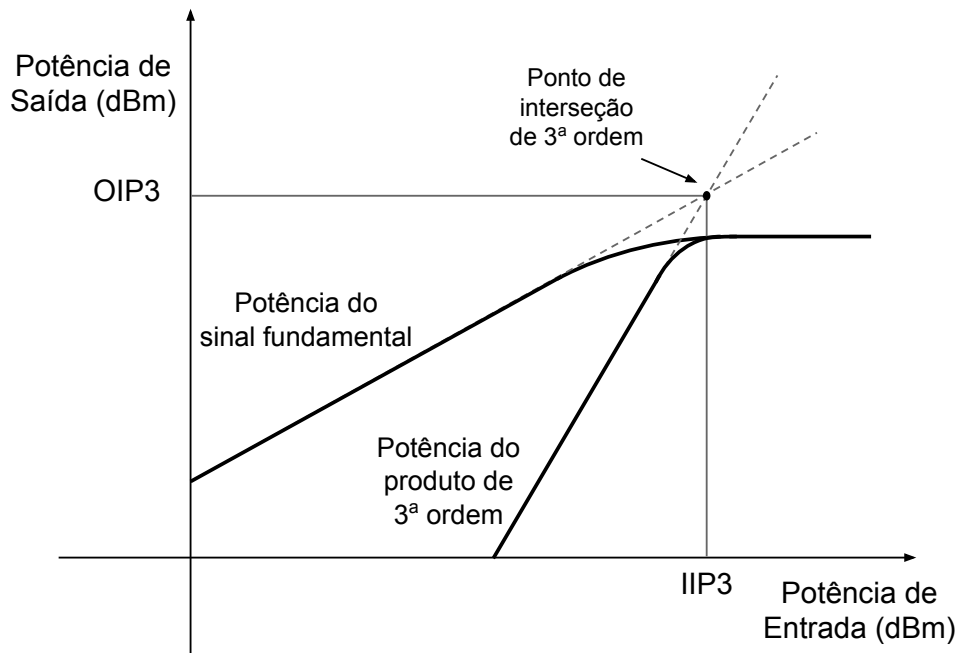 Potência de
Saída (dBm)
Ponto de
interseção
de 3ª ordem
OIP3
Potência do
sinal fundamental
Potência do
produto de
3ª ordem
IIP3
Potência de
Entrada (dBm)